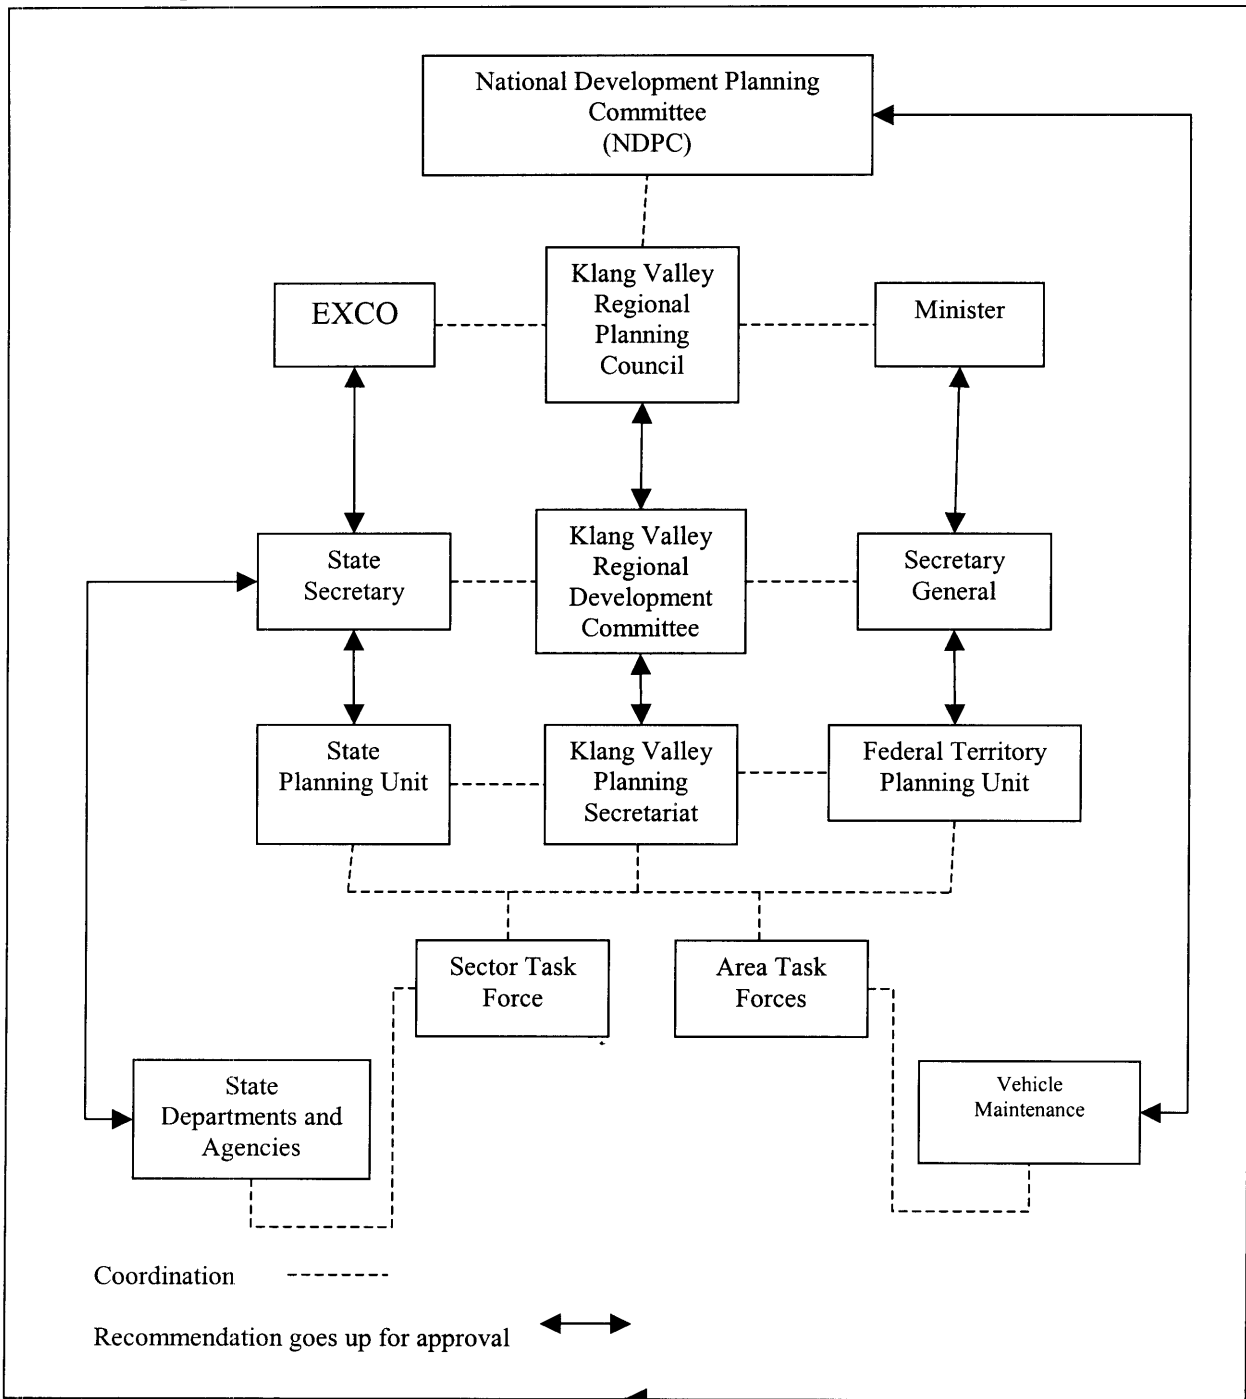 National Development Planning
Committee
(NDPC)
EXCO
Klang Valley
Regional
Planning
Council
Minister
State
Secretary
Klang Valley
Regional
Development
Committee
Secretary
General
State
Planning Unit
Klang Valley
Planning
Secretariat
Federal Territory
Planning Unit
Sector Task
Force
Area Task
Forces
State
Departments and
Agencies
Vehicle
Maintenance
Coordination
Recommendation goes up for approval